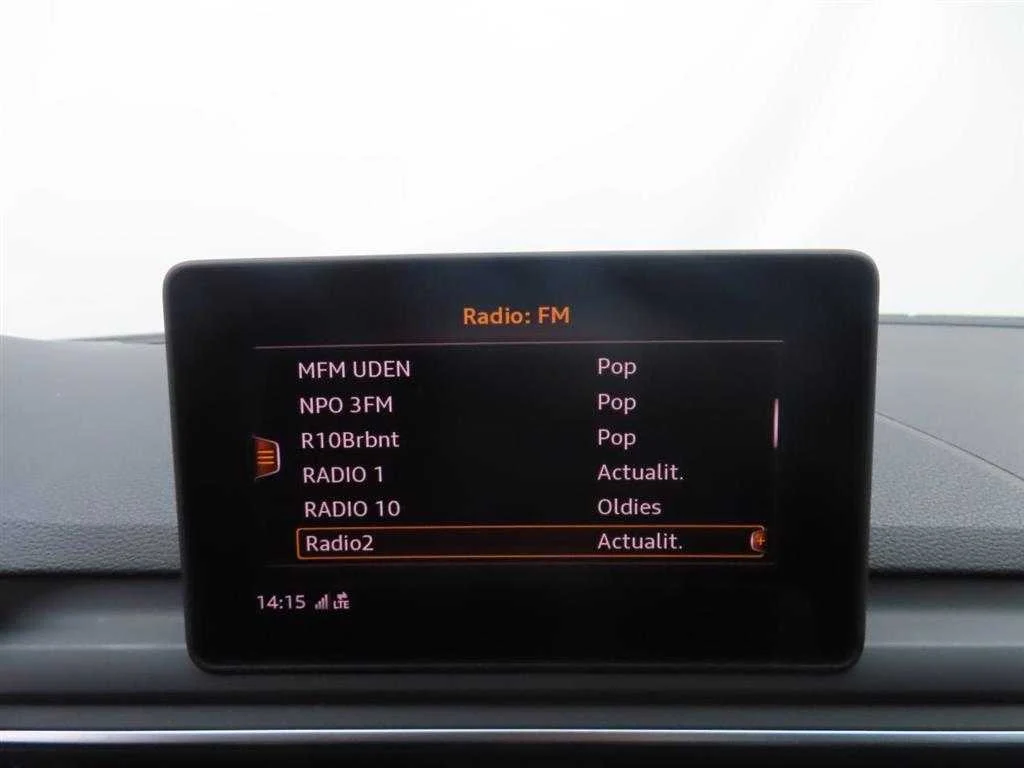 Radio: FM
MFM UDEN Pop
NPO 3FM Pop
R10Brbnt Pop
RADIO 1 Actualit.
RADIO 10 Oldies
Radio2 Actualit.
14:15 LTE